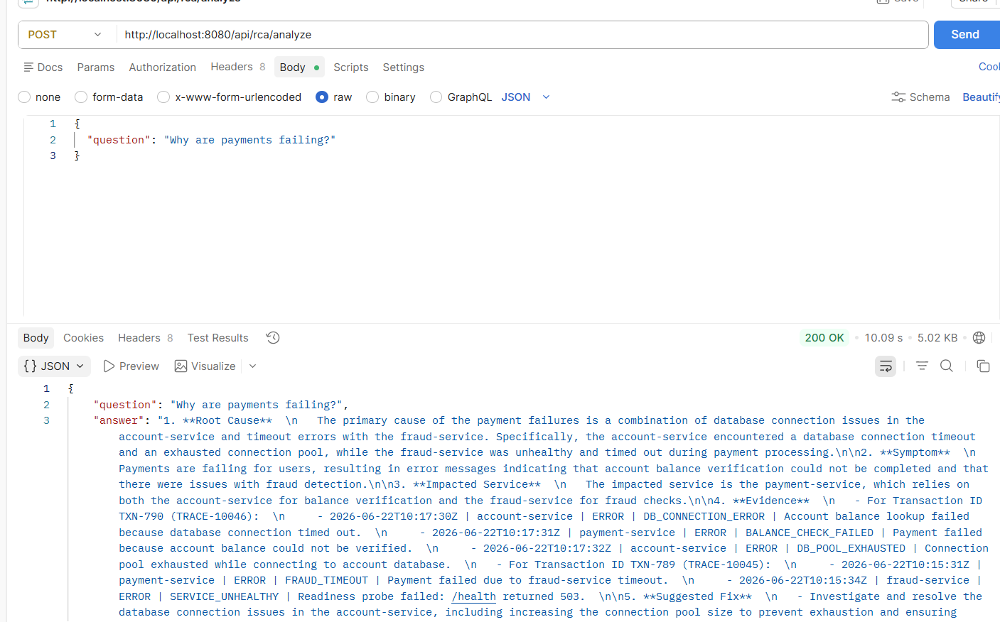 http://localhost:8080/api/rca/analyze
Save
Share
POST
http://localhost:8080/api/rca/analyze
Send
Docs
Params
Authorization
Headers 8
Body
Scripts
Settings
none
form-data
x-www-form-urlencoded
raw
binary
GraphQL
JSON
Schema
1 {
2 "question": "Why are payments failing?"
3 }
Body
Cookies
Headers 8
Test Results
200 OK
10.09 s
5.02 KB
{ } JSON
Preview
Visualize
1 {
2 "question": "Why are payments failing?",
3 "answer": "1. **Root Cause**  \n   The primary cause of the payment failures is a combination of database connection issues in the
account-service and timeout errors with the fraud-service. Specifically, the account-service encountered a database connection timeout
and an exhausted connection pool, while the fraud-service was unhealthy and timed out during payment processing.\n\n2. **Symptom**  \n
Payments are failing for users, resulting in error messages indicating that account balance verification could not be completed and that
there were issues with fraud detection.\n\n3. **Impacted Service**  \n   The impacted service is the payment-service, which relies on
both the account-service for balance verification and the fraud-service for fraud checks.\n\n4. **Evidence**  \n   - For Transaction ID
TXN-790 (TRACE-10046):  \n     - 2026-06-22T10:17:30Z | account-service | ERROR | DB_CONNECTION_ERROR | Account balance lookup failed
because database connection timed out.  \n     - 2026-06-22T10:17:31Z | payment-service | ERROR | BALANCE_CHECK_FAILED | Payment failed
because account balance could not be verified.  \n     - 2026-06-22T10:17:32Z | account-service | ERROR | DB_POOL_EXHAUSTED | Connection
pool exhausted while connecting to account database.  \n   - For Transaction ID TXN-789 (TRACE-10045):  \n     - 2026-06-22T10:15:31Z |
payment-service | ERROR | FRAUD_TIMEOUT | Payment failed due to fraud-service timeout.  \n     - 2026-06-22T10:15:34Z | fraud-service |
ERROR | SERVICE_UNHEALTHY | Readiness probe failed: /health returned 503.  \n\n5. **Suggested Fix**  \n   - Investigate and resolve the
database connection issues in the account-service, including increasing the connection pool size to prevent exhaustion and ensuring